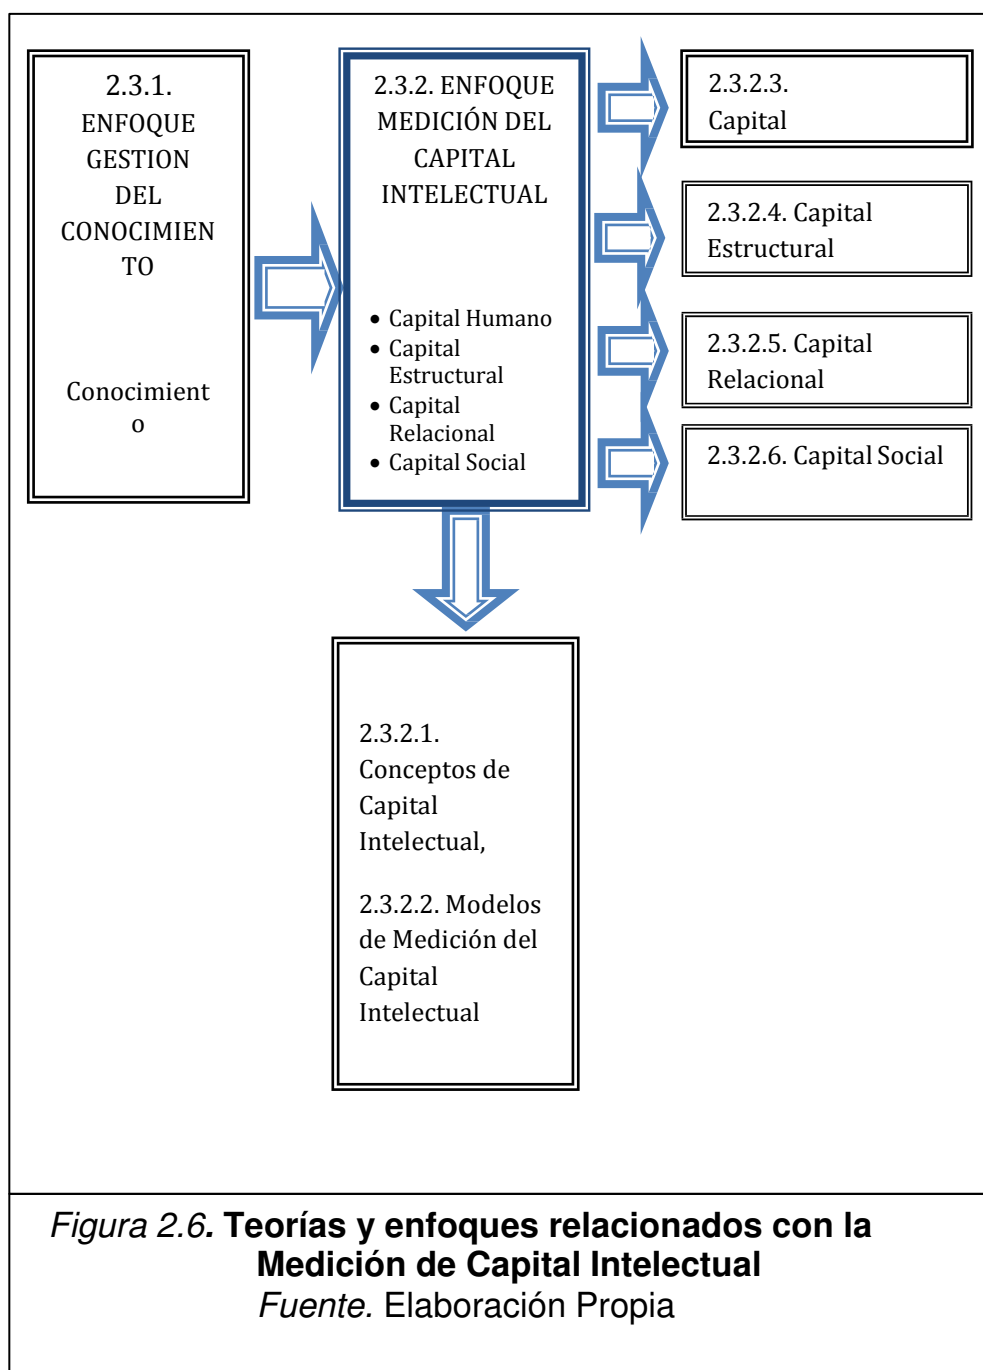 2.3.1.
ENFOQUE
GESTION
DEL
CONOCIMIEN
TO
Conocimient
o
2.3.2. ENFOQUE
MEDICIÓN DEL
CAPITAL
INTELECTUAL
• Capital Humano
• Capital
Estructural
• Capital
Relacional
• Capital Social
2.3.2.3.
Capital
2.3.2.4. Capital
Estructural
2.3.2.5. Capital
Relacional
2.3.2.6. Capital Social
2.3.2.1.
Conceptos de
Capital
Intelectual,
2.3.2.2. Modelos
de Medición del
Capital
Intelectual
Figura 2.6. Teorías y enfoques relacionados con la
Medición de Capital Intelectual
Fuente. Elaboración Propia